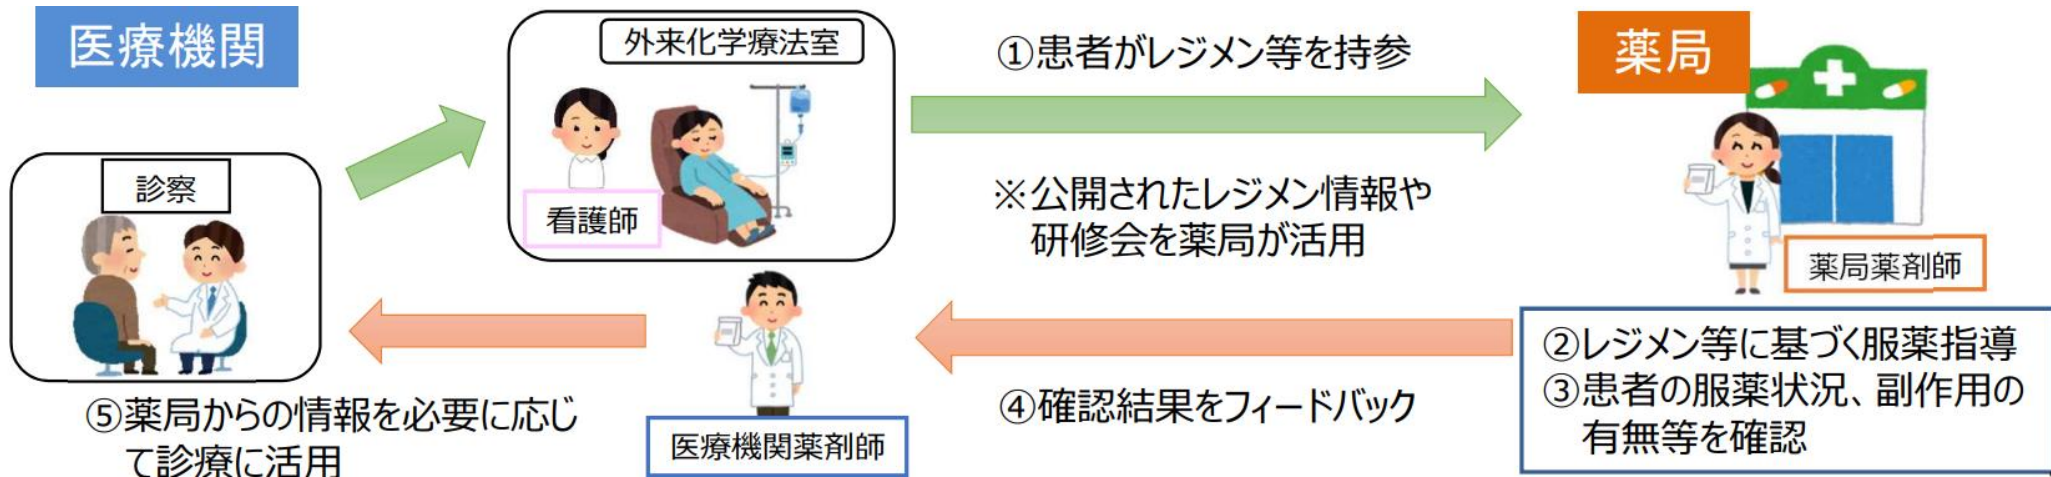 医療機関
外来化学療法室
①患者がレジメン等を持参
薬局
診察
看護師
※公開されたレジメン情報や
研修会を薬局が活用
薬局薬剤師
②レジメン等に基づく服薬指導
③患者の服薬状況、副作用の
有無等を確認
④確認結果をフィードバック
医療機関薬剤師
⑤薬局からの情報を必要に応じ
て診療に活用